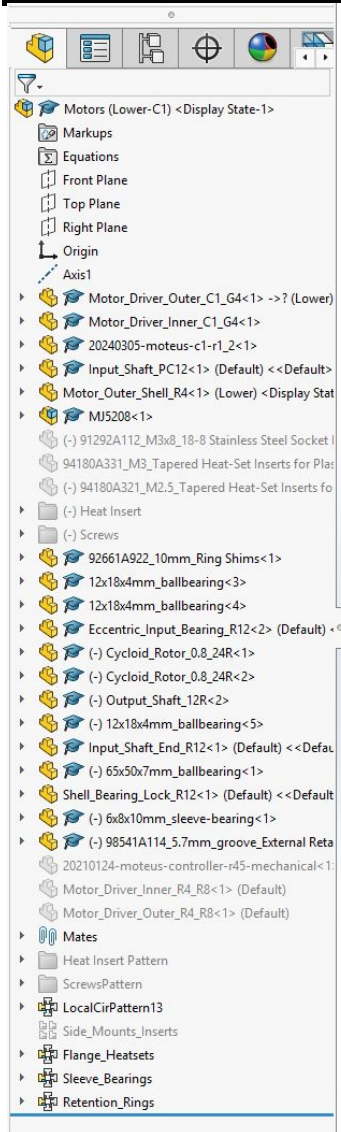 Motors (Lower-C1) <Display State-1>
Markups
Equations
Front Plane
Top Plane
Right Plane
Origin
Axis1
Motor_Driver_Outer_C1_G4<1> ->? (Lower)
Motor_Driver_Inner_C1_G4<1>
20240305-moteus-c1-r1_2<1>
Input_Shaft_PC12<1> (Default) <<Default>
Motor_Outer_Shell_R4<1> (Lower) <Display Stat
MJ5208<1>
(-) 91292A112_M3x8_18-8 Stainless Steel Socket
94180A331_M3_Tapered Heat-Set Inserts for Plas
(-) 94180A321_M2.5_Tapered Heat-Set Inserts fo
(-) Heat Insert
(-) Screws
92661A922_10mm_Ring Shims<1>
12x18x4mm_ballbearing<3>
12x18x4mm_ballbearing<4>
Eccentric_Input_Bearing_R12<2> (Default) <
(-) Cycloid_Rotor_0.8_24R<1>
(-) Cycloid_Rotor_0.8_24R<2>
(-) Output_Shaft_12R<2>
(-) 12x18x4mm_ballbearing<5>
Input_Shaft_End_R12<1> (Default) <<Defau
(-) 65x50x7mm_ballbearing<1>
Shell_Bearing_Lock_R12<1> (Default) <<Default
(-) 6x8x10mm_sleeve-bearing<1>
(-) 98541A114_5.7mm_groove_External Reta
20210124-moteus-controller-r45-mechanical<1
Motor_Driver_Inner_R4_R8<1> (Default)
Motor_Driver_Outer_R4_R8<1> (Default)
Mates
Heat Insert Pattern
ScrewsPattern
LocalCirPattern13
Side_Mounts_Inserts
Flange_Heatsets
Sleeve_Bearings
Retention_Rings